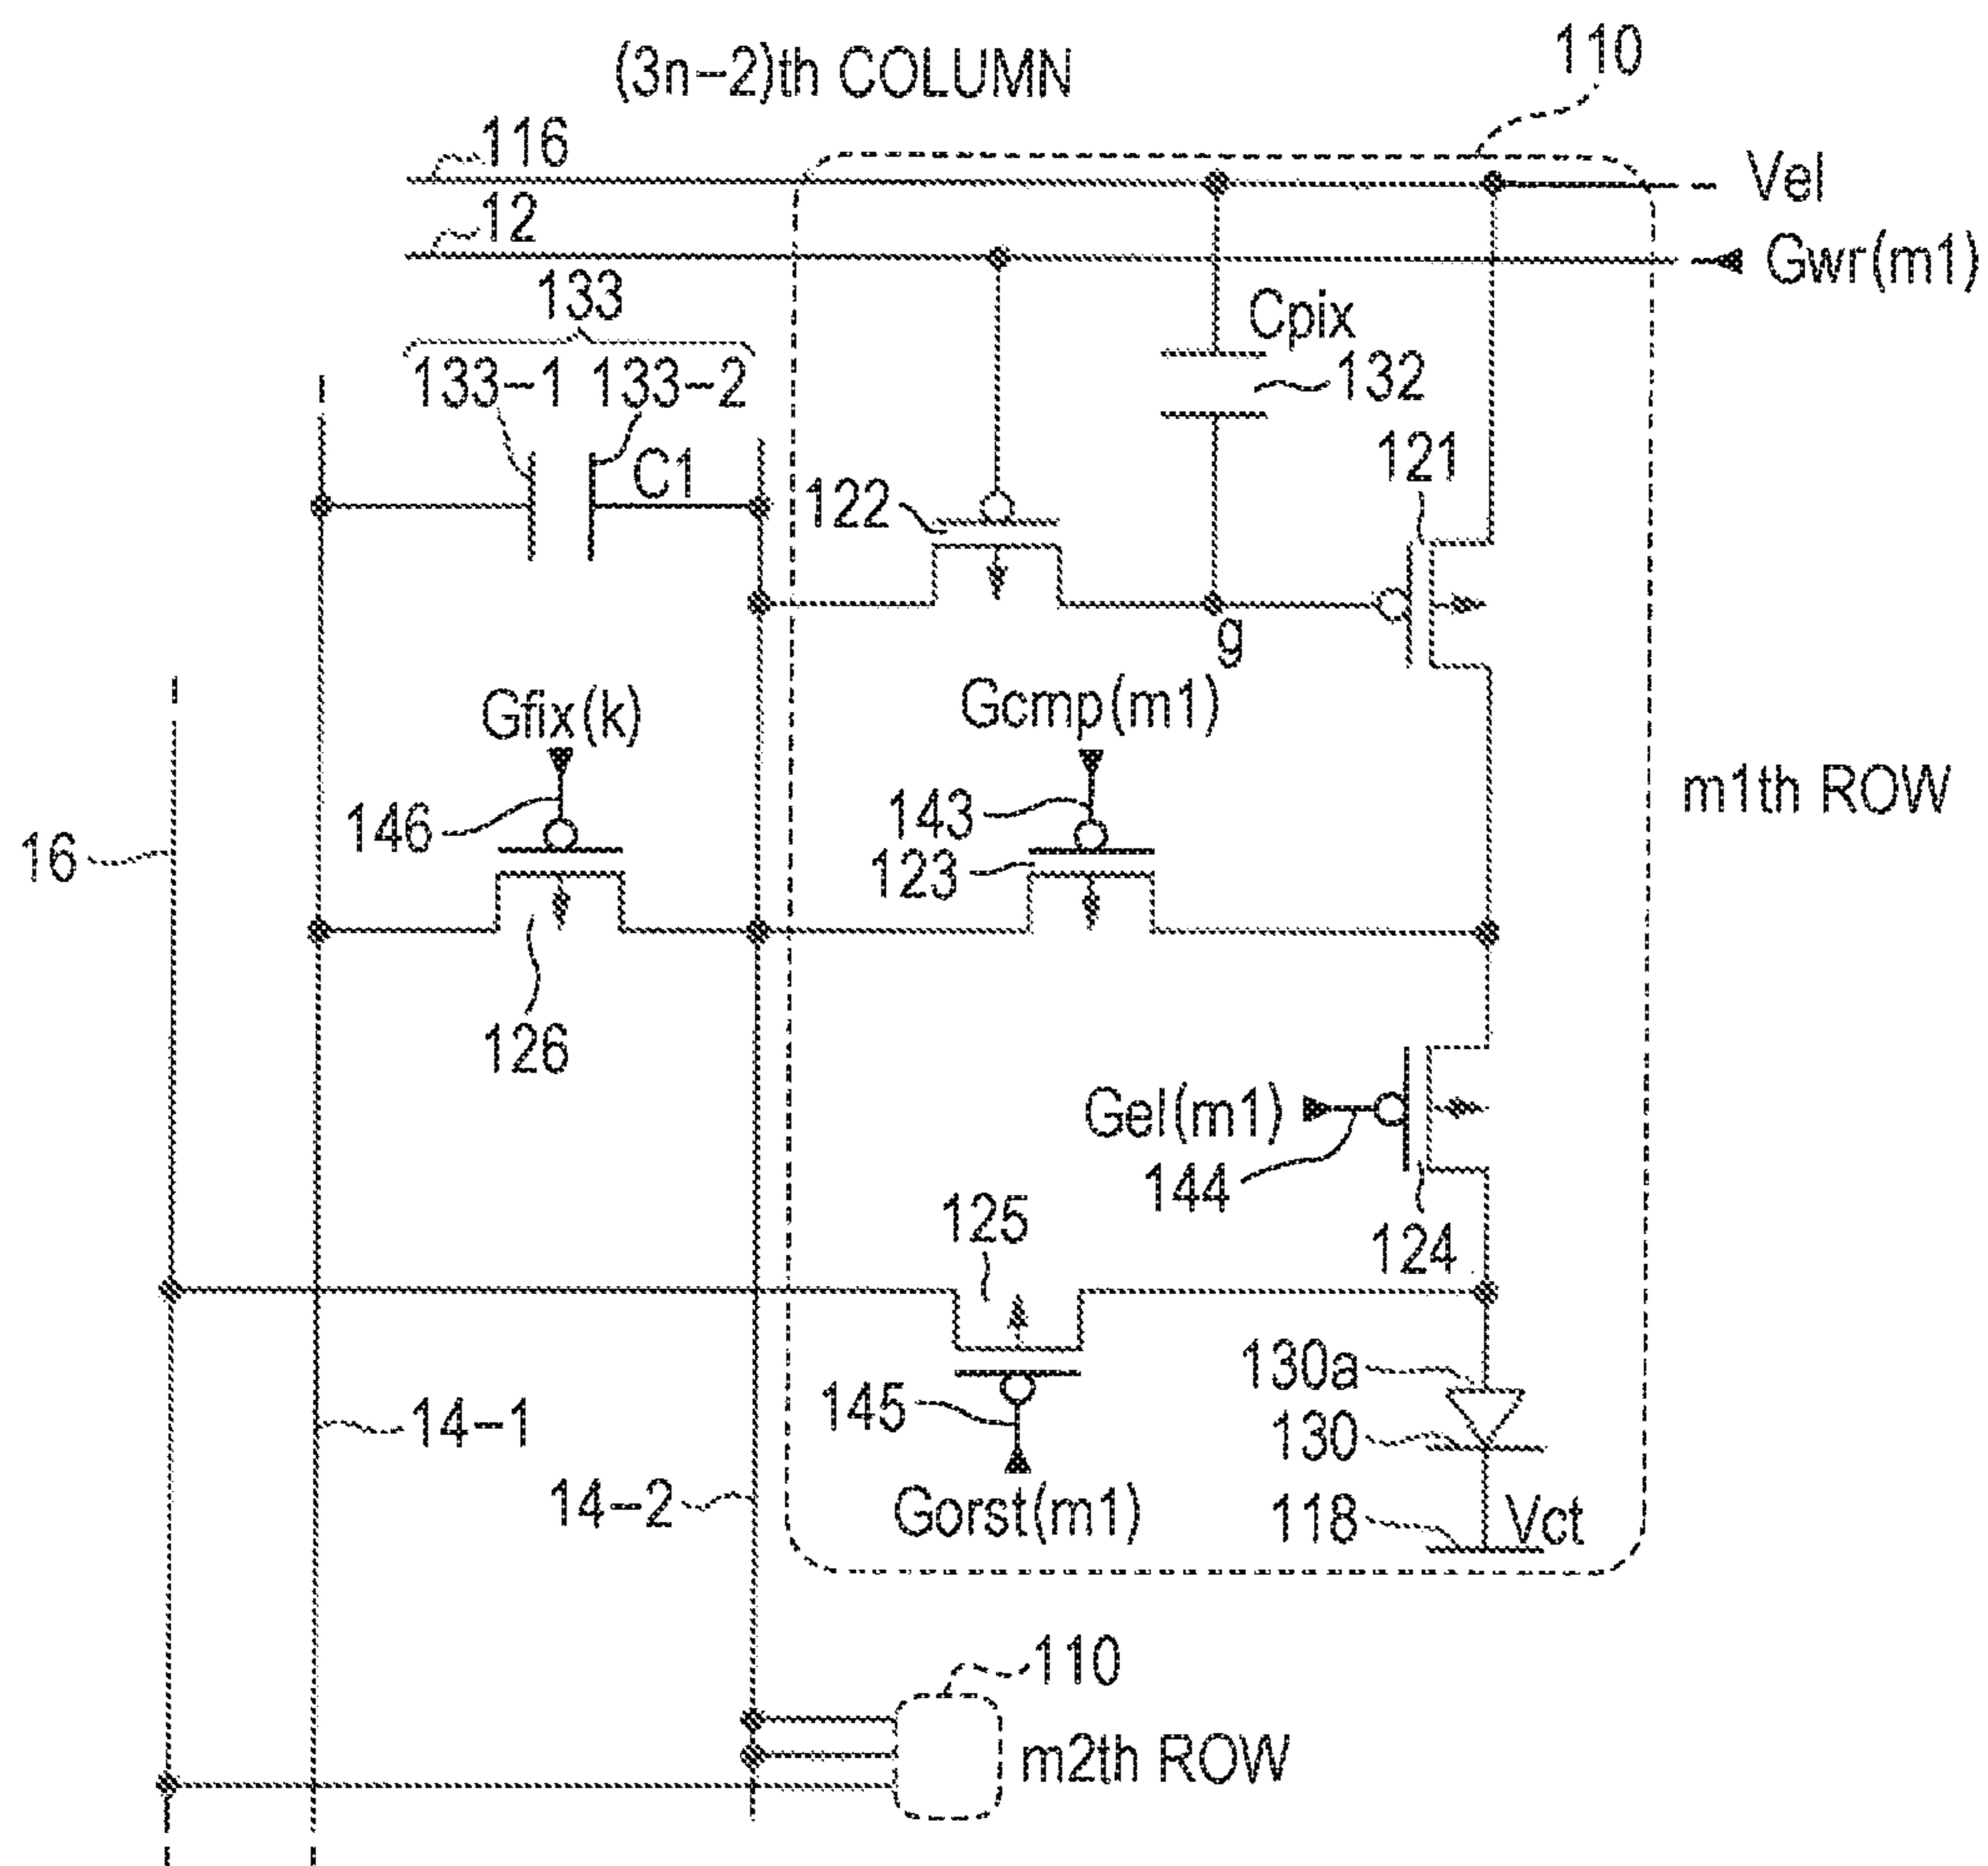 (3n-2)th COLUMN
110
116
Vel
12
Gwr(m1)
133
Cpix
133-1 133-2
132
C1
121
122
g
Gfix(k)
Gcmp(m1)
m1th ROW
146
143
16
123
126
Gel(m1)
144
125
124
130a
14-1
145
130
14-2
Gorst(m1)
118
Vct
110
m2th ROW